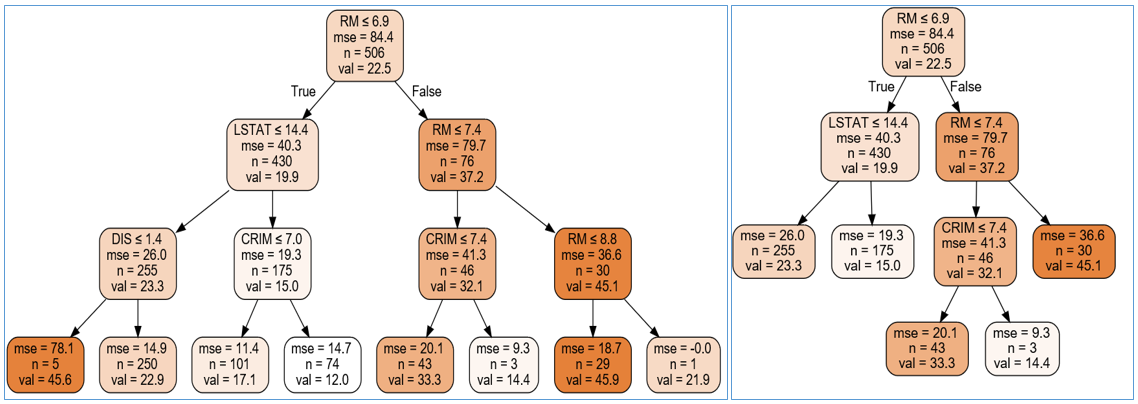 RM ≤ 6.9
mse = 84.4
n = 506
val = 22.5
True
False
LSTAT ≤ 14.4
mse = 40.3
n = 430
val = 19.9
RM ≤ 7.4
mse = 79.7
n = 76
val = 37.2
DIS ≤ 1.4
mse = 26.0
n = 255
val = 23.3
CRIM ≤ 7.0
mse = 19.3
n = 175
val = 15.0
CRIM ≤ 7.4
mse = 41.3
n = 46
val = 32.1
RM ≤ 8.8
mse = 36.6
n = 30
val = 45.1
mse = 78.1
n = 5
val = 45.6
mse = 14.9
n = 250
val = 22.9
mse = 11.4
n = 101
val = 17.1
mse = 14.7
n = 74
val = 12.0
mse = 20.1
n = 43
val = 33.3
mse = 9.3
n = 3
val = 14.4
mse = 18.7
n = 29
val = 45.9
mse = -0.0
n = 1
val = 21.9
RM ≤ 6.9
mse = 84.4
n = 506
val = 22.5
True
False
LSTAT ≤ 14.4
mse = 40.3
n = 430
val = 19.9
RM ≤ 7.4
mse = 79.7
n = 76
val = 37.2
mse = 26.0
n = 255
val = 23.3
mse = 19.3
n = 175
val = 15.0
CRIM ≤ 7.4
mse = 41.3
n = 46
val = 32.1
mse = 36.6
n = 30
val = 45.1
mse = 20.1
n = 43
val = 33.3
mse = 9.3
n = 3
val = 14.4